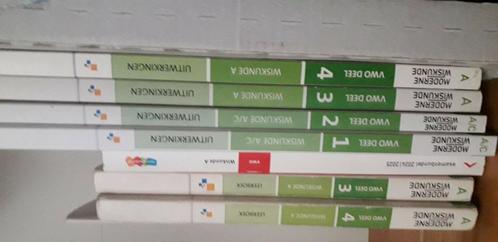 A MODERNE WISKUNDE VWO DEEL 4 WISKUNDE A UITWERKINGEN
A MODERNE WISKUNDE VWO DEEL 3 WISKUNDE A UITWERKINGEN
A/C MODERNE WISKUNDE VWO DEEL 2 WISKUNDE A/C UITWERKINGEN
A/C MODERNE WISKUNDE VWO DEEL 1 WISKUNDE A/C UITWERKINGEN
examenbundel 2024|2025 vwo Wiskunde A
A MODERNE WISKUNDE VWO DEEL 3 WISKUNDE A LEERBOEK
A MODERNE WISKUNDE VWO DEEL 4 WISKUNDE A LEERBOEK